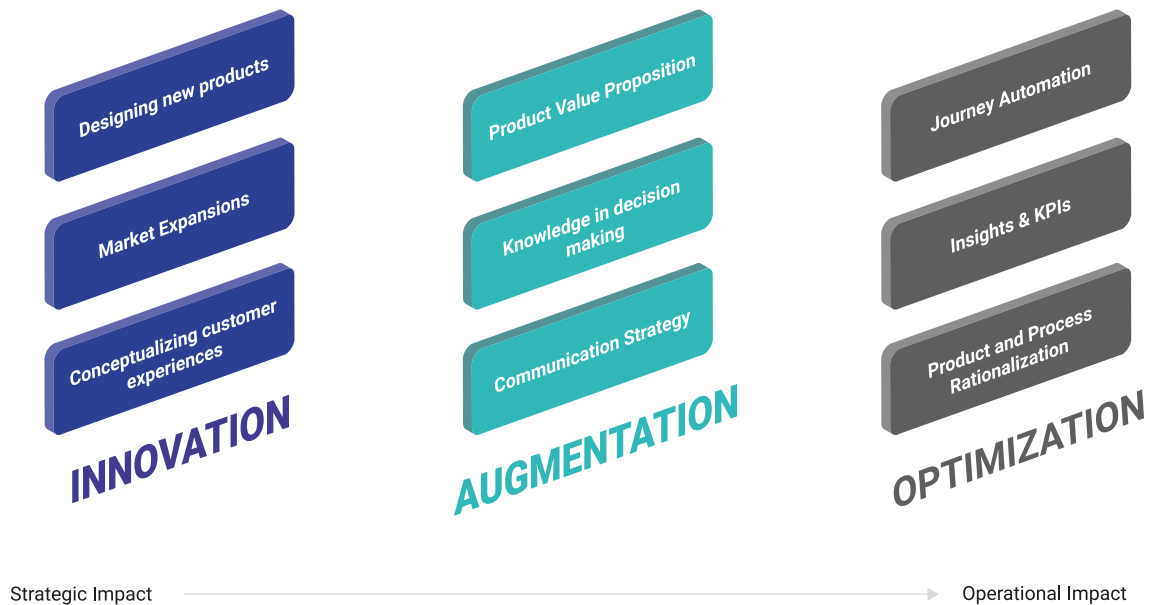 Designing new products
Market Expansions
Conceptualizing customer
experiences
INNOVATION
Product Value Proposition
Knowledge in decision
making
Communication Strategy
AUGMENTATION
Journey Automation
Insights & KPIs
Product and Process
Rationalization
OPTIMIZATION
Strategic Impact
Operational Impact